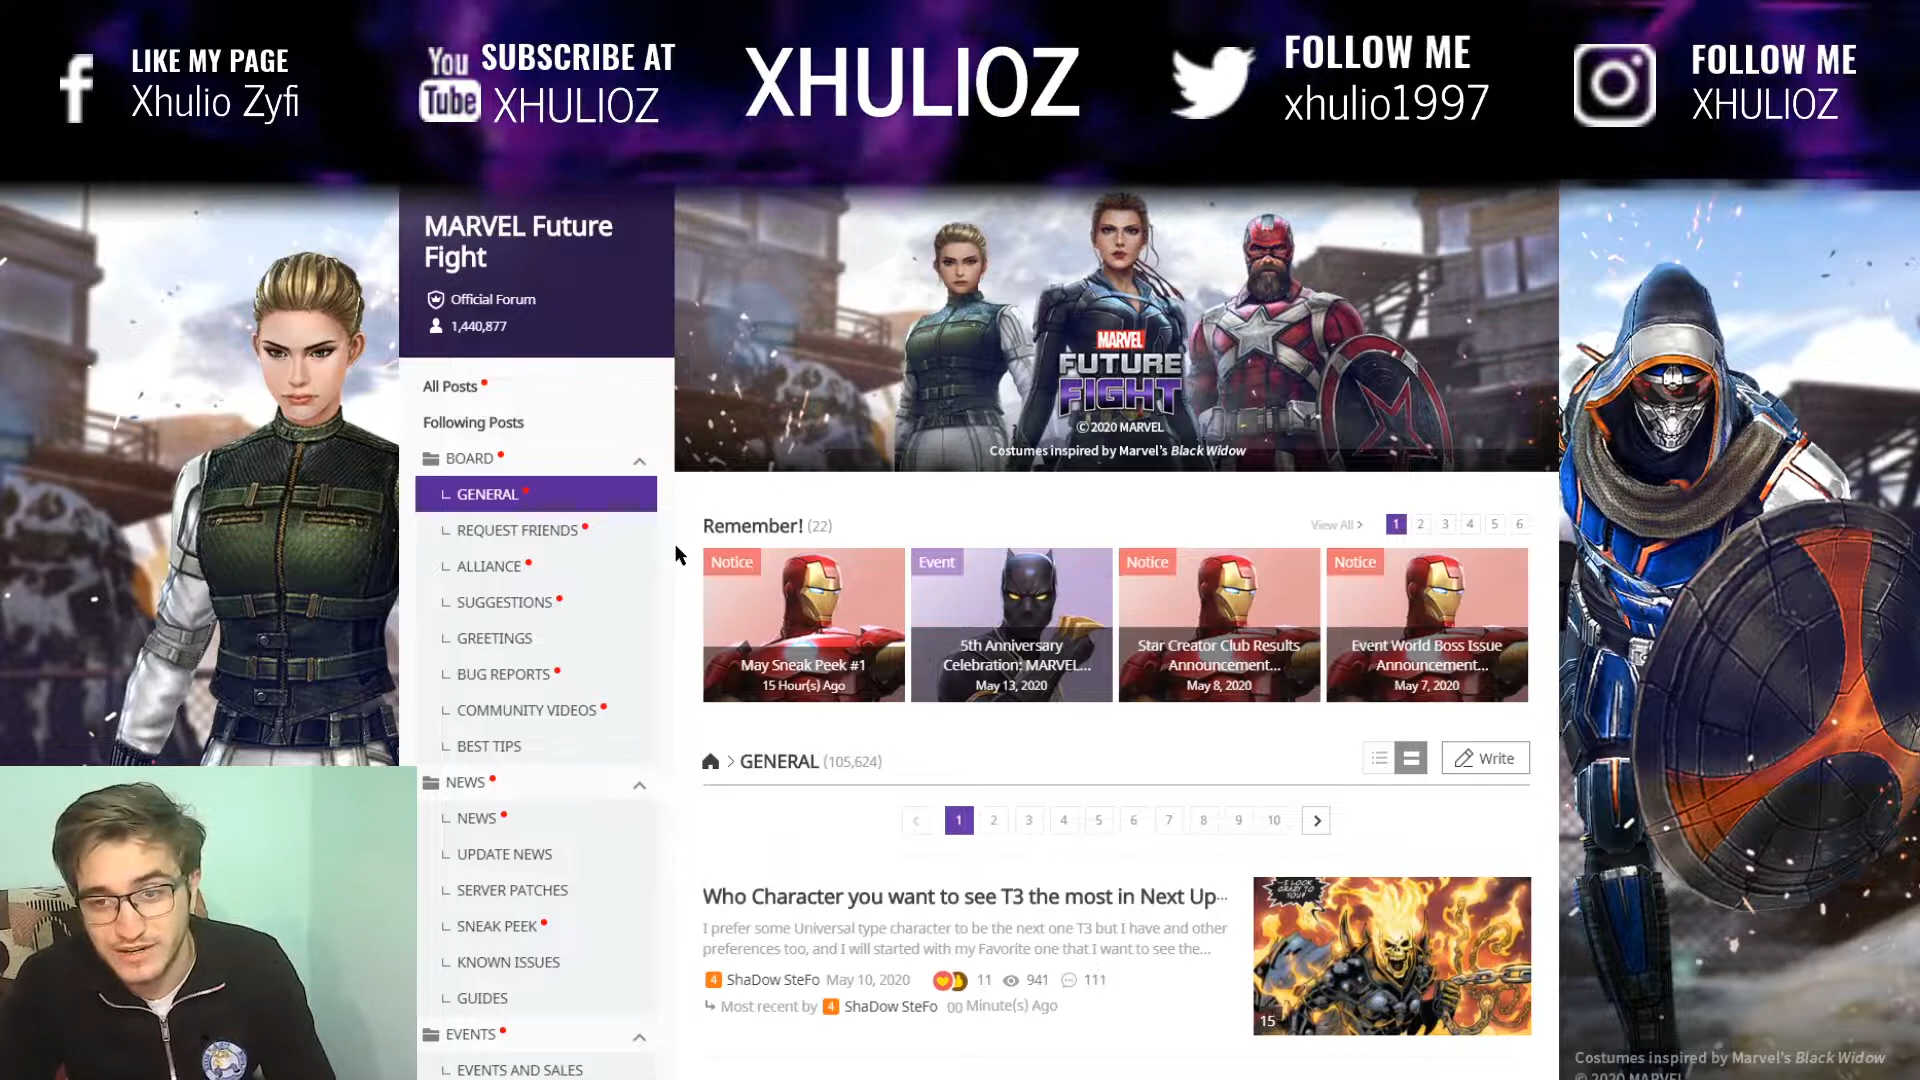 LIKE MY PAGE
Xhulio Zyfi
You
Tube
SUBSCRIBE AT
XHULIOZ
XHULIOZ
FOLLOW ME
xhulio1997
FOLLOW ME
XHULIOZ
MARVEL Future
Fight
Official Forum
1,440,877
All Posts
Following Posts
BOARD
GENERAL
REQUEST FRIENDS
ALLIANCE
SUGGESTIONS
GREETINGS
BUG REPORTS
COMMUNITY VIDEOS
BEST TIPS
NEWS
NEWS
UPDATE NEWS
SERVER PATCHES
SNEAK PEEK
KNOWN ISSUES
GUIDES
EVENTS
EVENTS AND SALES
MARVEL
FUTURE
FIGHT
© 2020 MARVEL
Costumes inspired by Marvel's Black Widow
Remember! (22)
View All >
1 2 3 4 5 6
Notice
May Sneak Peek #1
15 Hour(s) Ago
Event
5th Anniversary
Celebration: MARVEL...
May 13, 2020
Notice
Star Creator Club Results
Announcement...
May 8, 2020
Notice
Event World Boss Issue
Announcement...
May 7, 2020
> GENERAL (105,624)
Write
< 1 2 3 4 5 6 7 8 9 10 >
Who Character you want to see T3 the most in Next Up...
I prefer some Universal type character to be the next one T3 but I have and other
preferences too, and I will started with my Favorite one that I want to see the...
4 ShaDow SteFo May 10, 2020 11 941 111
Most recent by 4 ShaDow SteFo 00 Minute(s) Ago
15
Costumes inspired by Marvel's Black Widow
© 2020 MARVEL